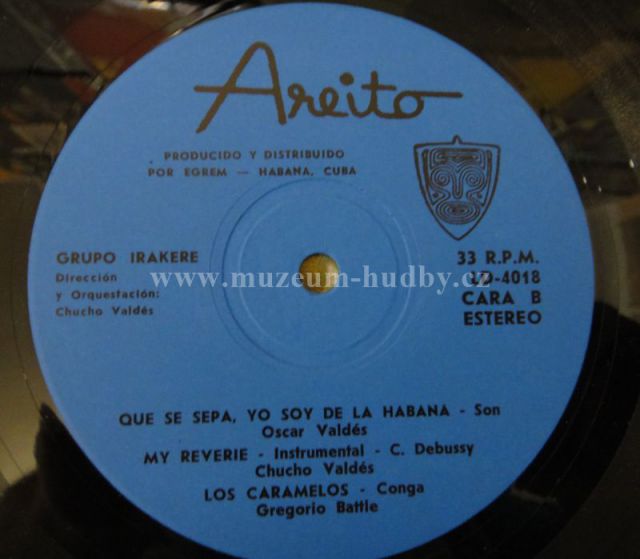 Areito
PRODUCIDO Y DISTRIBUIDO
POR EGREM — HABANA, CUBA
GRUPO IRAKERE
Dirección
y Orquestación:
Chucho Valdés
33 R.P.M.
LD-4018
CARA B
ESTEREO
www.muzeum-hudby.cz
QUE SE SEPA, YO SOY DE LA HABANA - Son
Oscar Valdés
MY REVERIE - Instrumental - C. Debussy
Chucho Valdés
LOS CARAMELOS - Conga
Gregorio Battle